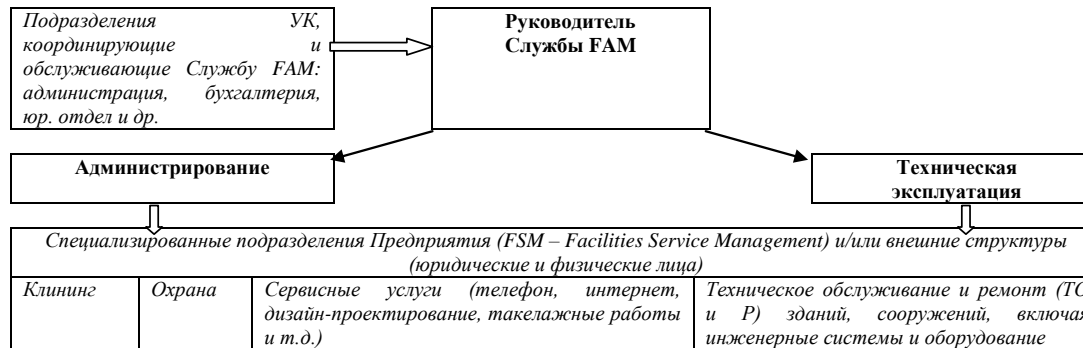 Подразделения УК,
координирующие и
обслуживающие Службу FAM:
администрация, бухгалтерия,
юр. отдел и др.
Руководитель
Службы FAM
Администрирование
Техническая
эксплуатация
Специализированные подразделения Предприятия (FSM – Facilities Service Management) и/или внешние структуры
(юридические и физические лица)
Клининг
Охрана
Сервисные услуги (телефон, интернет,
дизайн-проектирование, такелажные работы
и т.д.)
Техническое обслуживание и ремонт (ТО
и Р) зданий, сооружений, включая
инженерные системы и оборудование